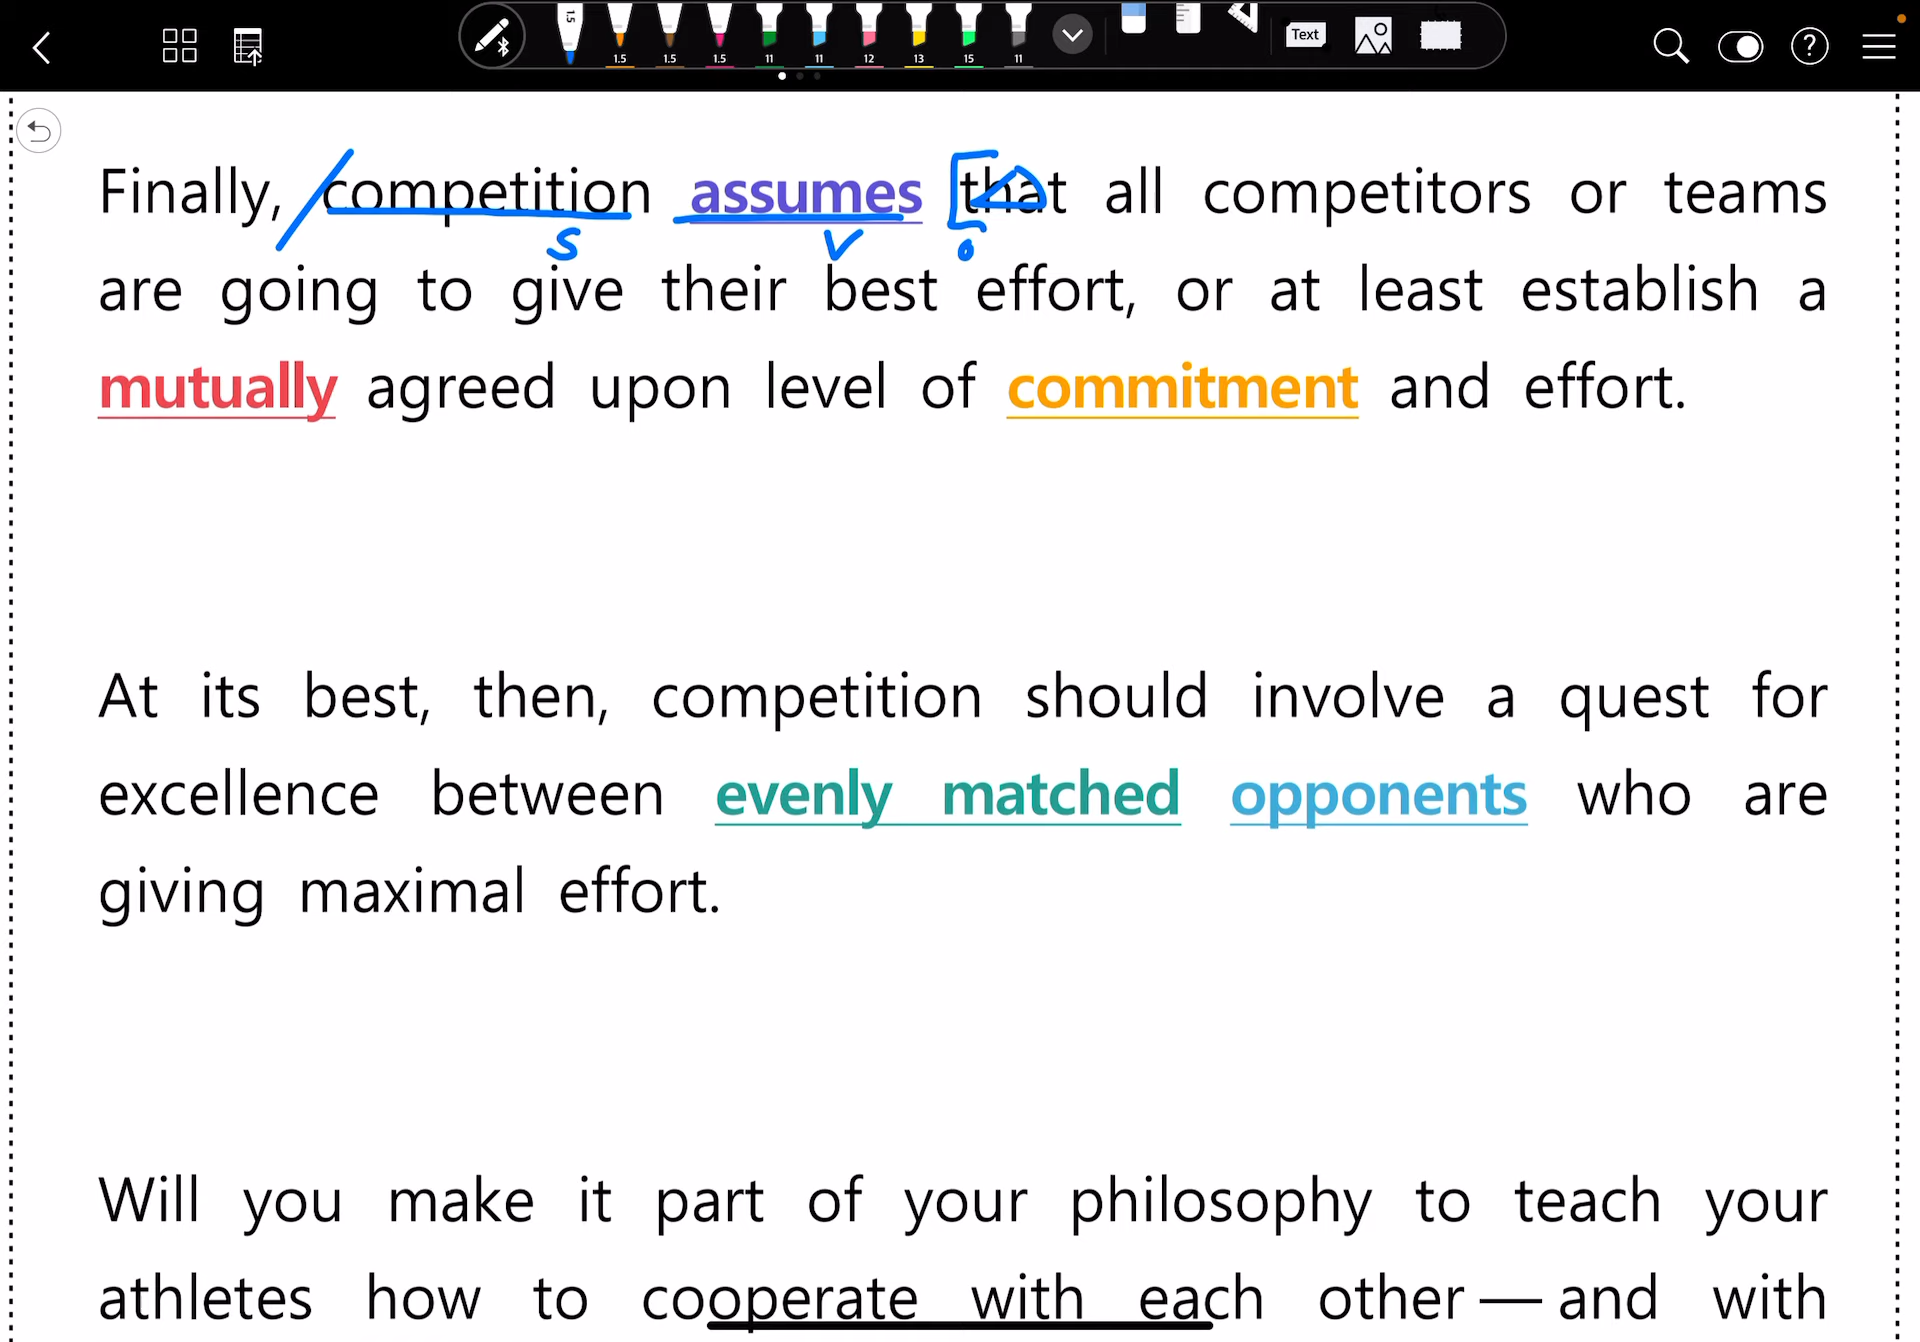 1.5 1.5 1.5 1.5 11 11 12 13 15 11 Text ?
Finally, competition assumes that all competitors or teams
s v o
are going to give their best effort, or at least establish a
mutually agreed upon level of commitment and effort.
At its best, then, competition should involve a quest for
excellence between evenly matched opponents who are
giving maximal effort.
Will you make it part of your philosophy to teach your
athletes how to cooperate with each other — and with